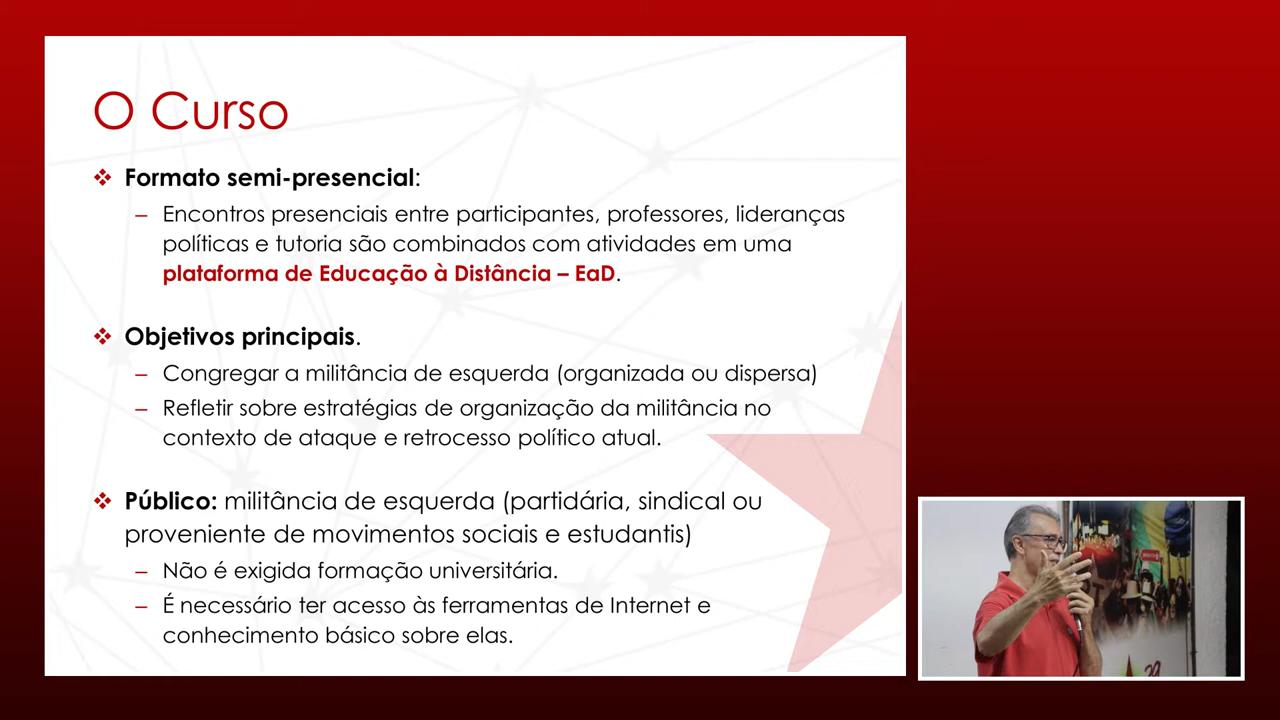 O Curso
Formato semi-presencial:
– Encontros presenciais entre participantes, professores, lideranças
políticas e tutoria são combinados com atividades em uma
plataforma de Educação à Distância – EaD.
Objetivos principais.
– Congregar a militância de esquerda (organizada ou dispersa)
– Refletir sobre estratégias de organização da militância no
contexto de ataque e retrocesso político atual.
Público: militância de esquerda (partidária, sindical ou
proveniente de movimentos sociais e estudantis)
– Não é exigida formação universitária.
– É necessário ter acesso às ferramentas de Internet e
conhecimento básico sobre elas.